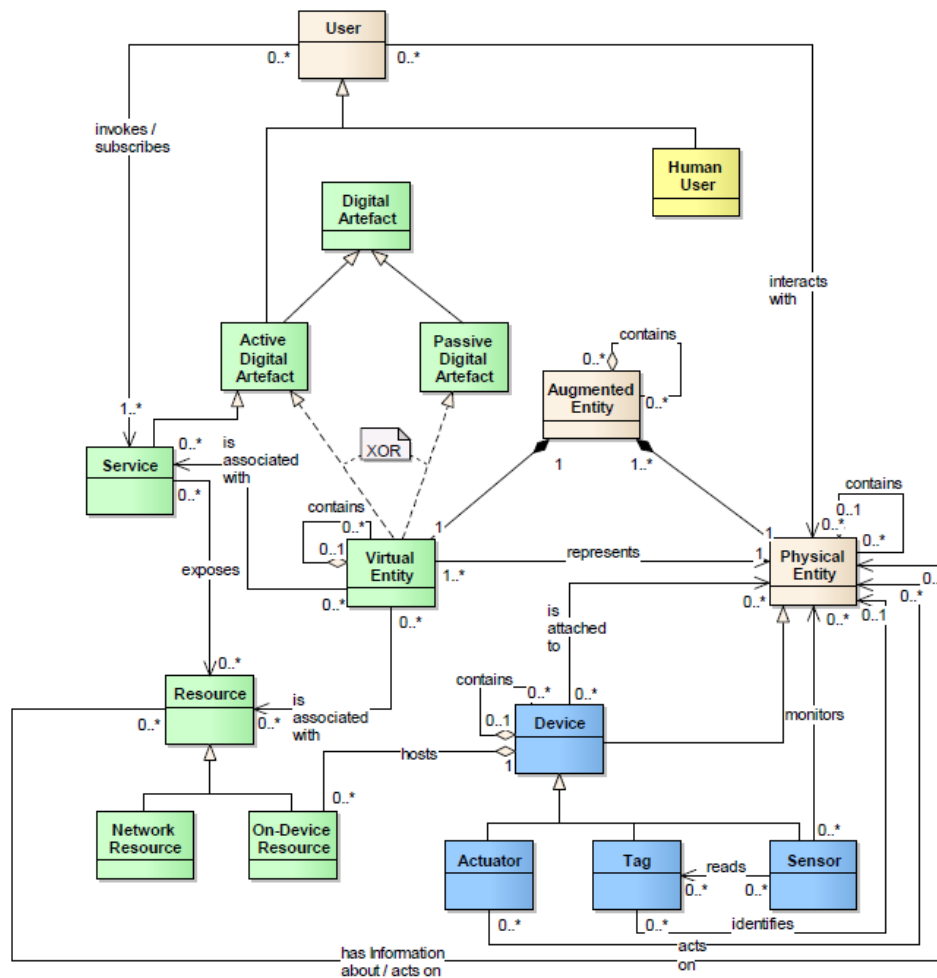 User
0..*
0..*
invokes /
subscribes
Human
User
Digital
Artefact
interacts
with
Active
Digital
Artefact
Passive
Digital
Artefact
contains
0..*
Augmented
Entity
0..*
1..*
0..*
is
associated
with
XOR
1
1..*
Service
0..*
contains
0..*
0..1
Virtual
Entity
1
1..*
0..*
represents
contains
0..1
0..*
0..*
1
1
Physical
Entity
0..*
0..1
0..*
0..*
0..
exposes
0..*
is
attached
to
0..*
Resource
0..*
0..*
is
associated
with
contains
0..*
0..1
0..*
Device
1
monitors
hosts
0..*
Network
Resource
On-Device
Resource
Actuator
Tag
Sensor
0..*
reads
0..*
0..*
0..*
0..*
identifies
acts
on
has Information
about / acts on